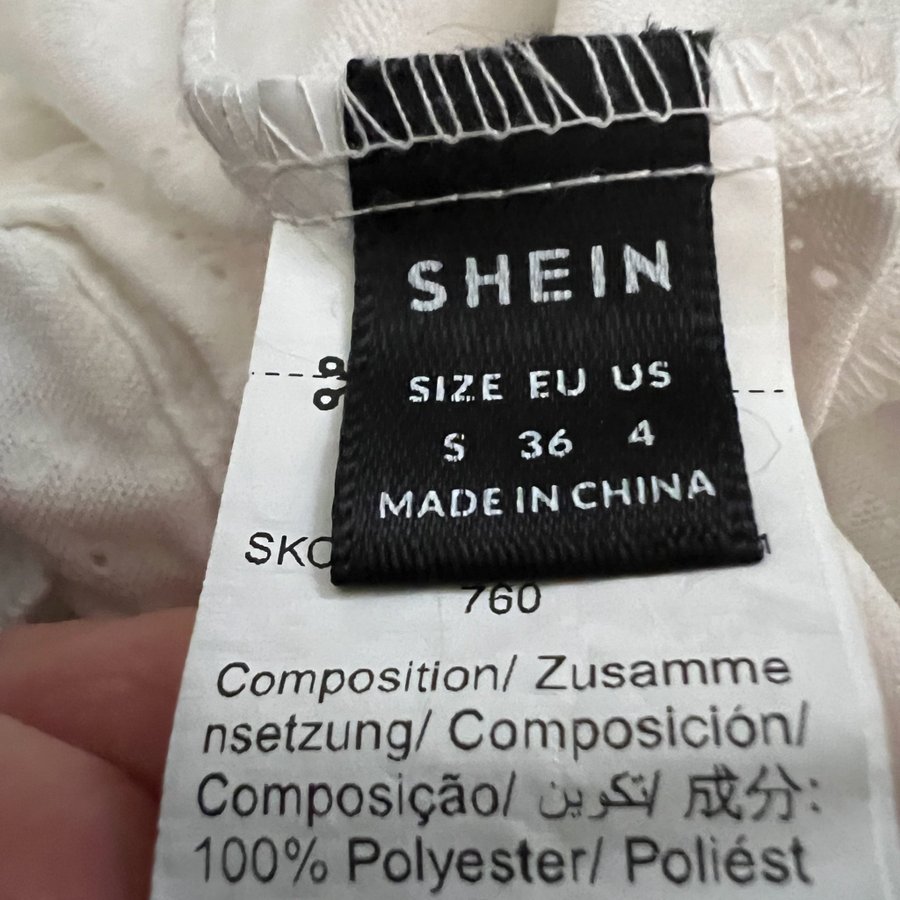 SHEIN
SIZE EU US
S 36 4
MADE IN CHINA
760
Composition/ Zusamme
nsetzung/ Composición/
Composição/ تكوين/ 成分:
100% Polyester/ Poliést